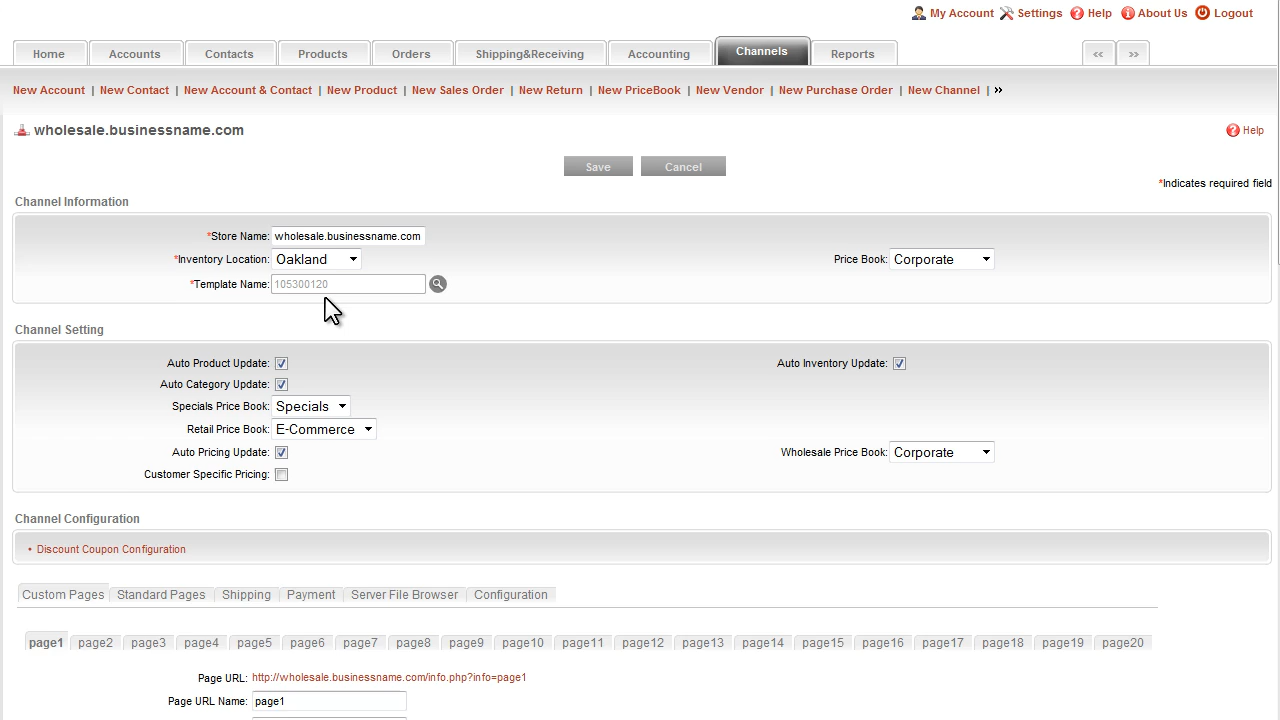 My Account Settings Help About Us Logout
Home Accounts Contacts Products Orders Shipping&Receiving Accounting Channels Reports << >>
New Account | New Contact | New Account & Contact | New Product | New Sales Order | New Return | New PriceBook | New Vendor | New Purchase Order | New Channel | »
wholesale.businessname.com Help
Save Cancel
*Indicates required field
Channel Information
*Store Name: wholesale.businessname.com
*Inventory Location: Oakland Price Book: Corporate
*Template Name: 105300120
Channel Setting
Auto Product Update: Auto Inventory Update:
Auto Category Update:
Specials Price Book: Specials
Retail Price Book: E-Commerce
Auto Pricing Update: Wholesale Price Book: Corporate
Customer Specific Pricing:
Channel Configuration
• Discount Coupon Configuration
Custom Pages Standard Pages Shipping Payment Server File Browser Configuration
page1 page2 page3 page4 page5 page6 page7 page8 page9 page10 page11 page12 page13 page14 page15 page16 page17 page18 page19 page20
Page URL: http://wholesale.businessname.com/info.php?info=page1
Page URL Name: page1